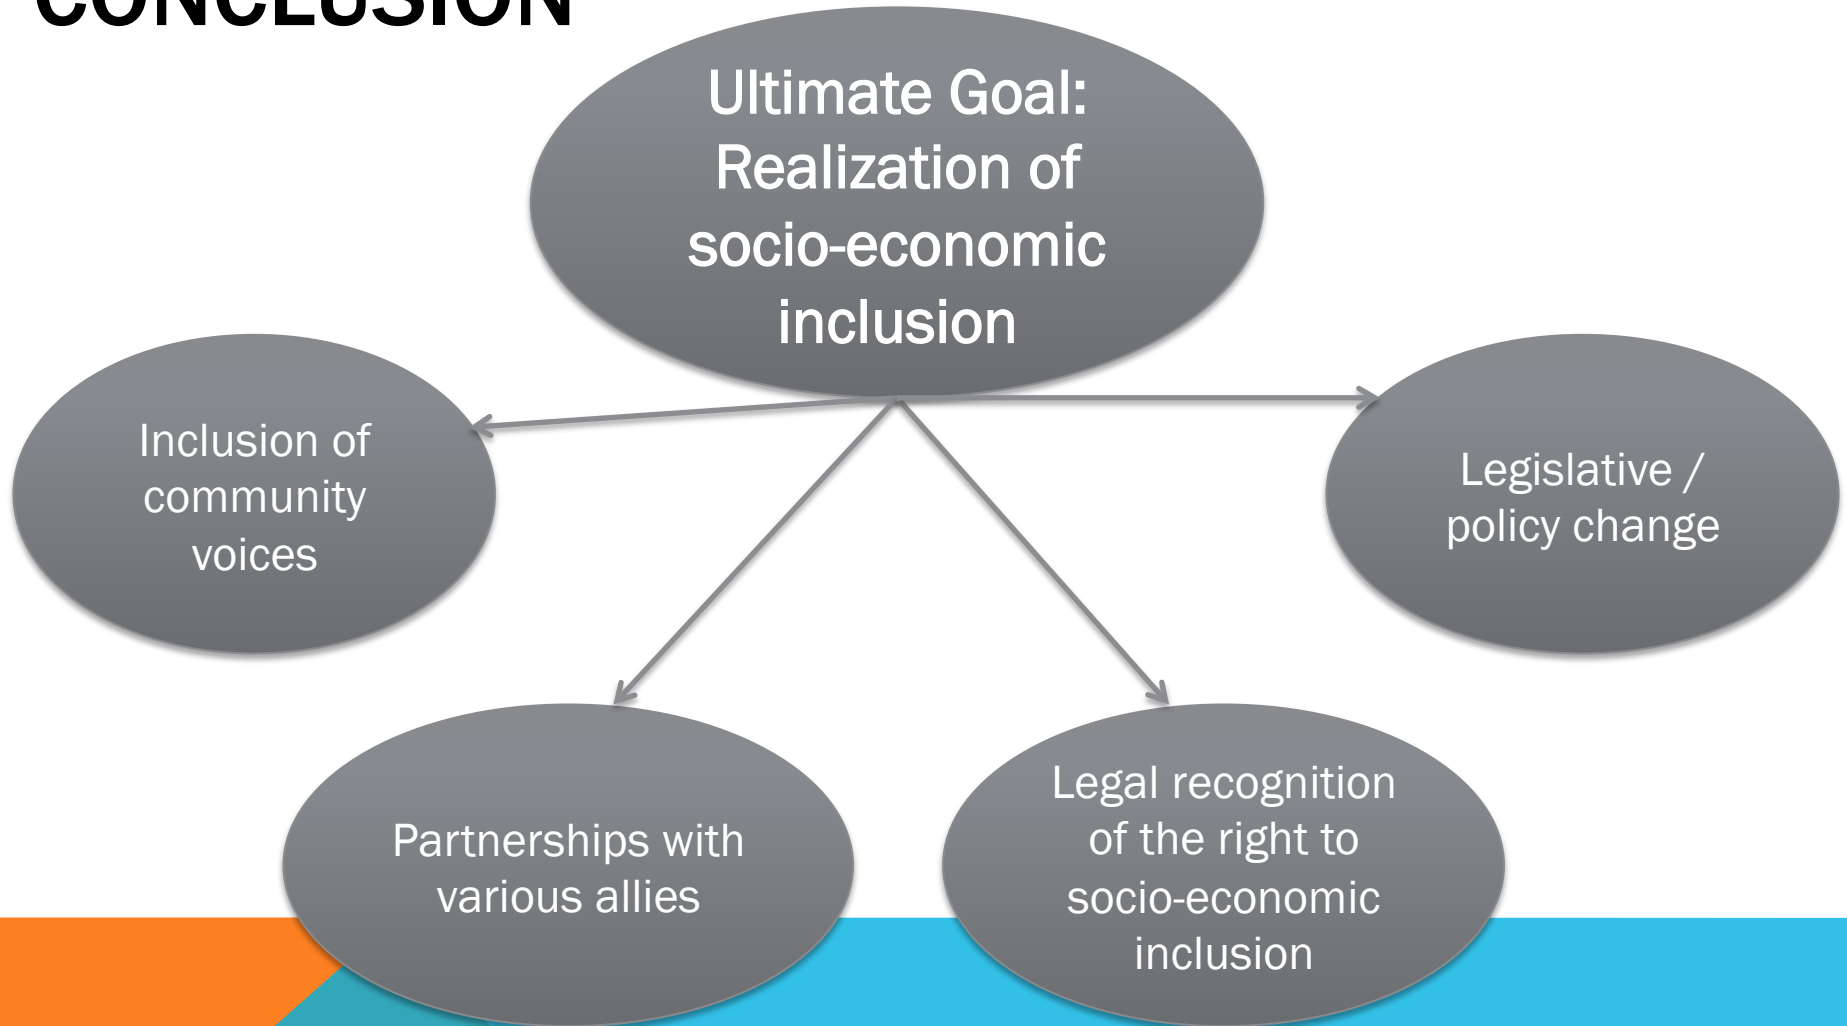 CONCLUSION
Ultimate Goal:
Realization of
socio-economic
inclusion
Inclusion of
community
voices
Legislative /
policy change
Partnerships with
various allies
Legal recognition
of the right to
socio-economic
inclusion